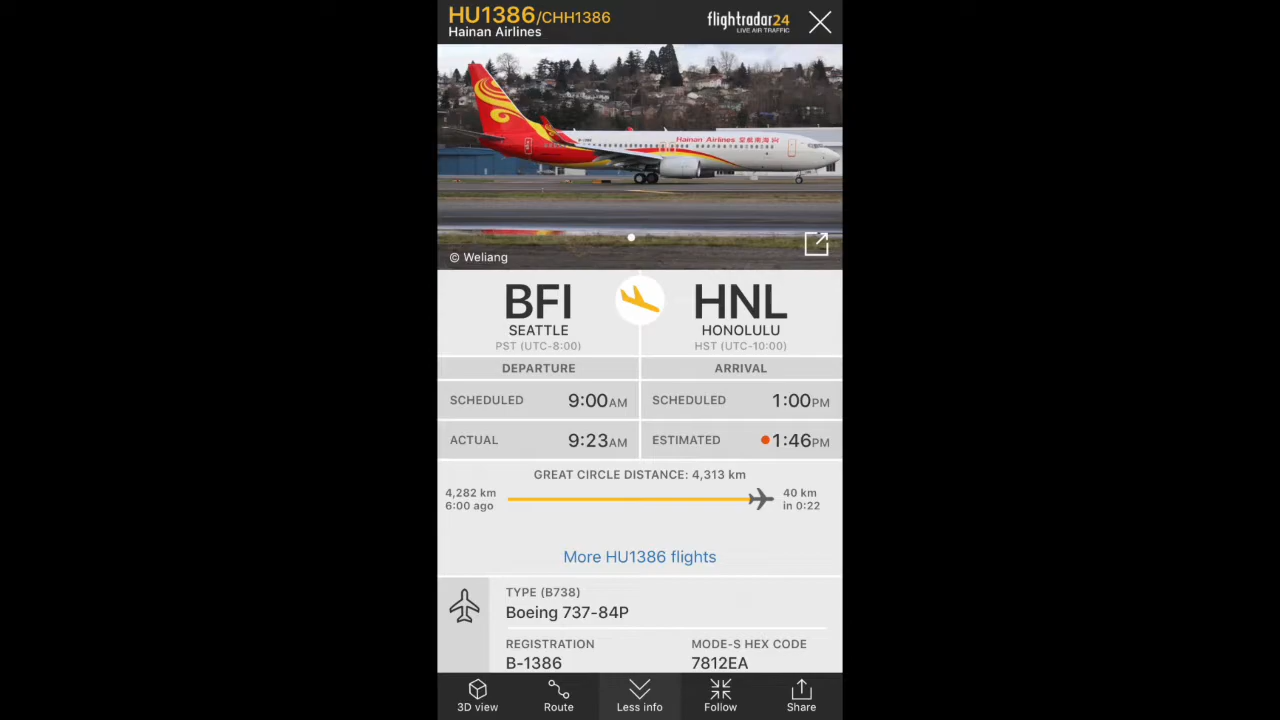 HU1386/CHH1386
Hainan Airlines
flightradar24
LIVE AIR TRAFFIC
Hainan Airlines
© Weliang
BFI
SEATTLE
PST (UTC-8:00)
HNL
HONOLULU
HST (UTC-10:00)
DEPARTURE
ARRIVAL
SCHEDULED 9:00AM
SCHEDULED 1:00PM
ACTUAL 9:23AM
ESTIMATED 1:46PM
GREAT CIRCLE DISTANCE: 4,313 km
4,282 km
6:00 ago
40 km
in 0:22
More HU1386 flights
TYPE (B738)
Boeing 737-84P
REGISTRATION
B-1386
MODE-S HEX CODE
7812EA
3D view
Route
Less info
Follow
Share